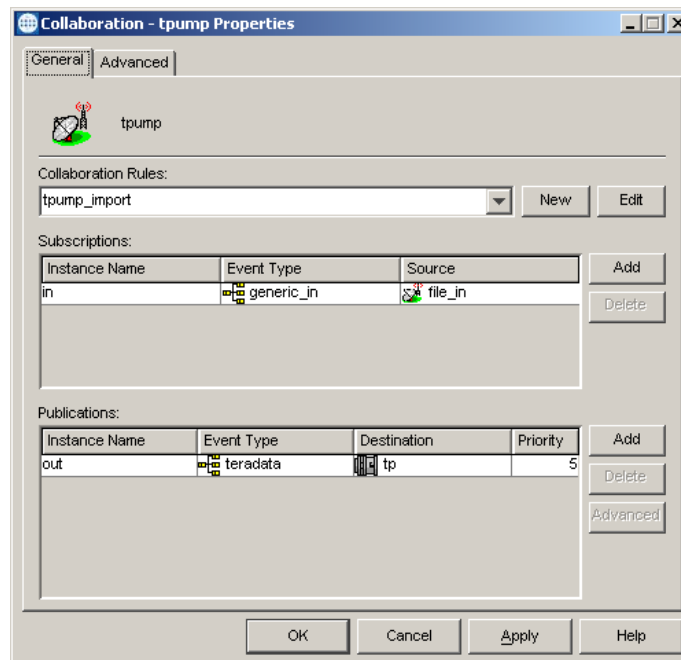 Collaboration - tpump Properties
General Advanced
tpump
Collaboration Rules:
tpump_import New Edit
Subscriptions:
Instance Name Event Type Source Add
in generic_in file_in
Delete
Publications:
Instance Name Event Type Destination Priority Add
out teradata tp 5
Delete
Advanced
OK Cancel Apply Help